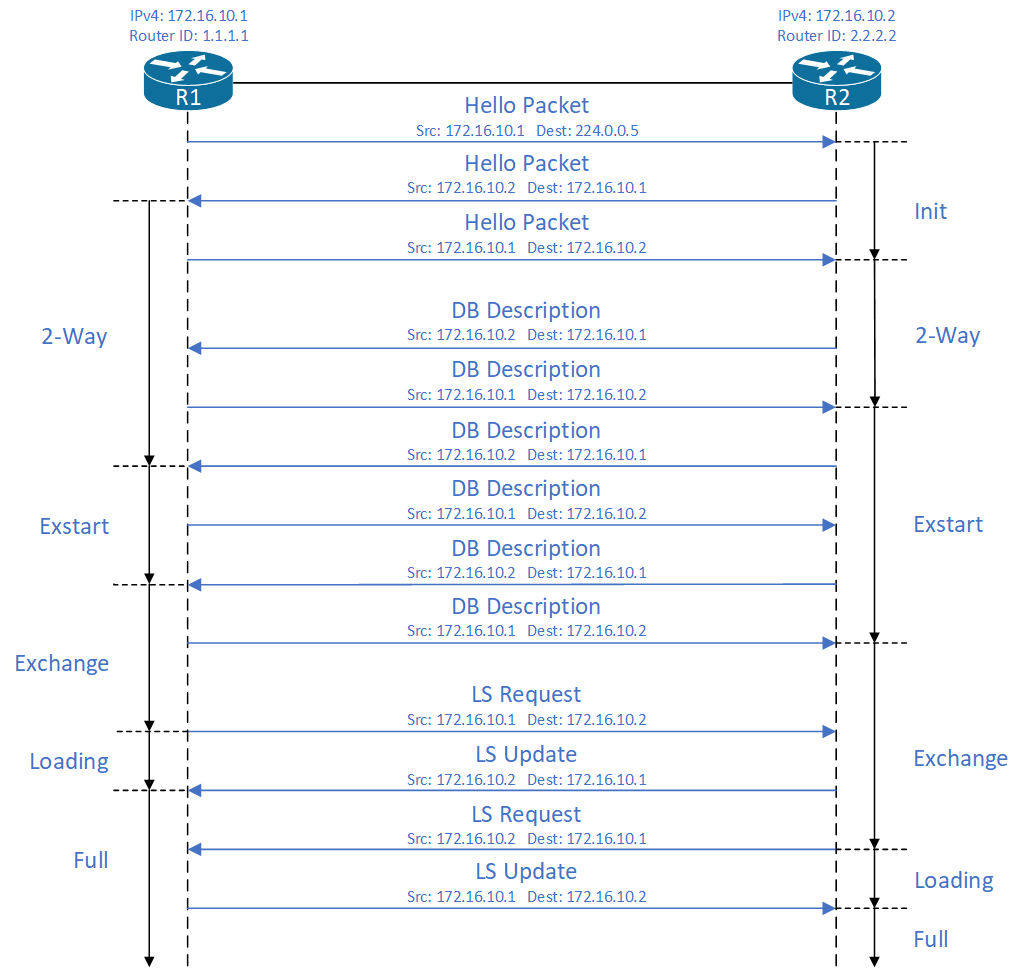 IPv4: 172.16.10.1
Router ID: 1.1.1.1
IPv4: 172.16.10.2
Router ID: 2.2.2.2
R1
R2
Hello Packet
Src: 172.16.10.1 Dest: 224.0.0.5
Hello Packet
Src: 172.16.10.2 Dest: 172.16.10.1
Init
Hello Packet
Src: 172.16.10.1 Dest: 172.16.10.2
DB Description
Src: 172.16.10.2 Dest: 172.16.10.1
2-Way
2-Way
DB Description
Src: 172.16.10.1 Dest: 172.16.10.2
DB Description
Src: 172.16.10.2 Dest: 172.16.10.1
DB Description
Src: 172.16.10.1 Dest: 172.16.10.2
Exstart
Exstart
DB Description
Src: 172.16.10.2 Dest: 172.16.10.1
DB Description
Src: 172.16.10.1 Dest: 172.16.10.2
Exchange
LS Request
Src: 172.16.10.1 Dest: 172.16.10.2
Loading
LS Update
Src: 172.16.10.2 Dest: 172.16.10.1
Exchange
LS Request
Src: 172.16.10.2 Dest: 172.16.10.1
Full
LS Update
Src: 172.16.10.1 Dest: 172.16.10.2
Loading
Full